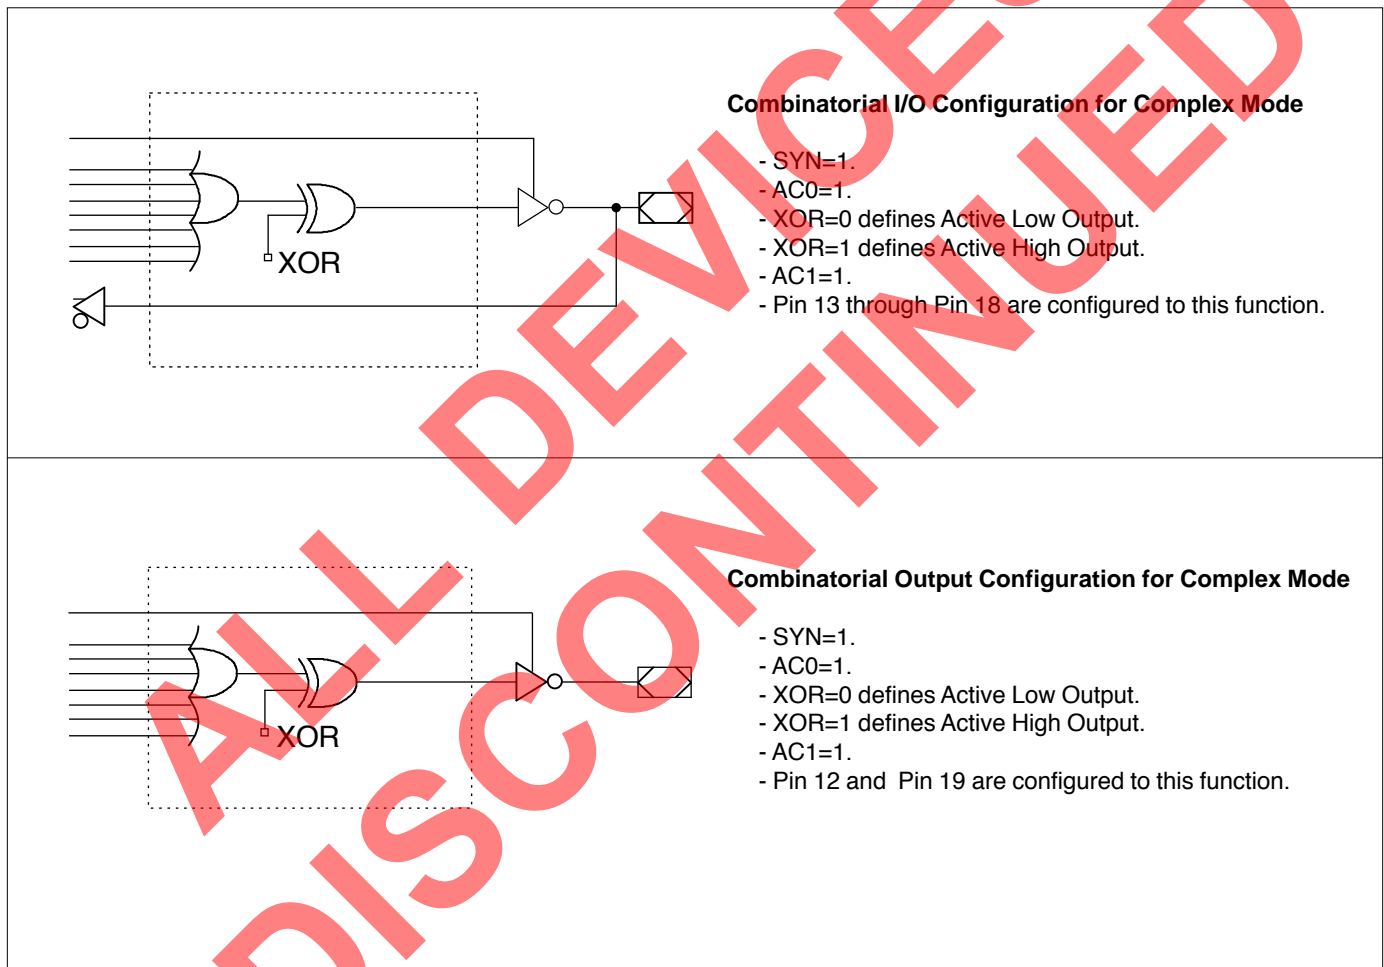 Combinatorial I/O Configuration for Complex Mode
- SYN=1.
- AC0=1.
- XOR=0 defines Active Low Output.
- XOR=1 defines Active High Output.
- AC1=1.
- Pin 13 through Pin 18 are configured to this function.
XOR
Combinatorial Output Configuration for Complex Mode
- SYN=1.
- AC0=1.
- XOR=0 defines Active Low Output.
- XOR=1 defines Active High Output.
- AC1=1.
- Pin 12 and  Pin 19 are configured to this function.
XOR
ALL DEVICES
DISCONTINUED